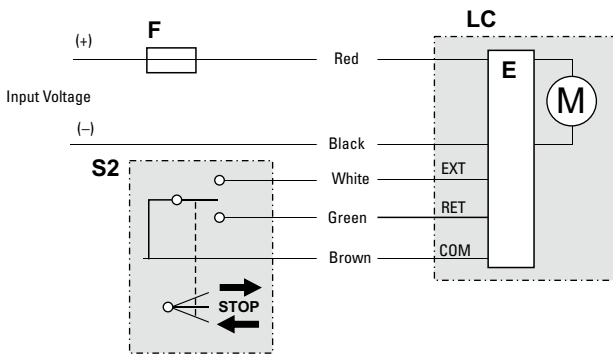 LC
F
(+)
Red
E
M
Input Voltage
(–)
Black
S2
White
EXT
Green
RET
Brown
COM
STOP